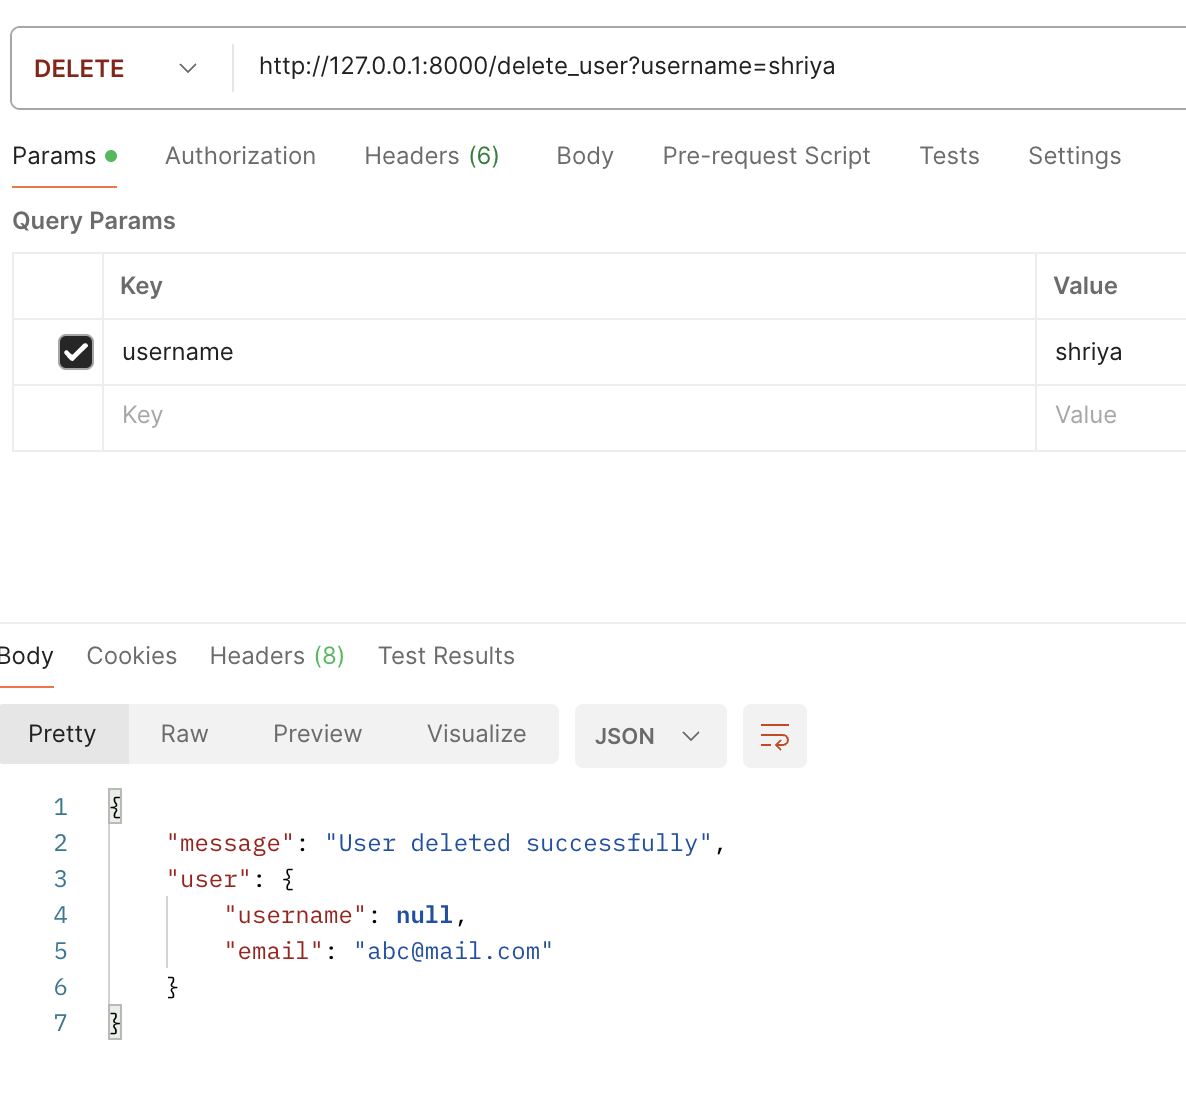 DELETE http://127.0.0.1:8000/delete_user?username=shriya
Params Authorization Headers (6) Body Pre-request Script Tests Settings
Query Params
Key Value
username shriya
Key Value
Body Cookies Headers (8) Test Results
Pretty Raw Preview Visualize JSON
1 {
2 "message": "User deleted successfully",
3 "user": {
4 "username": null,
5 "email": "abc@mail.com"
6 }
7 }